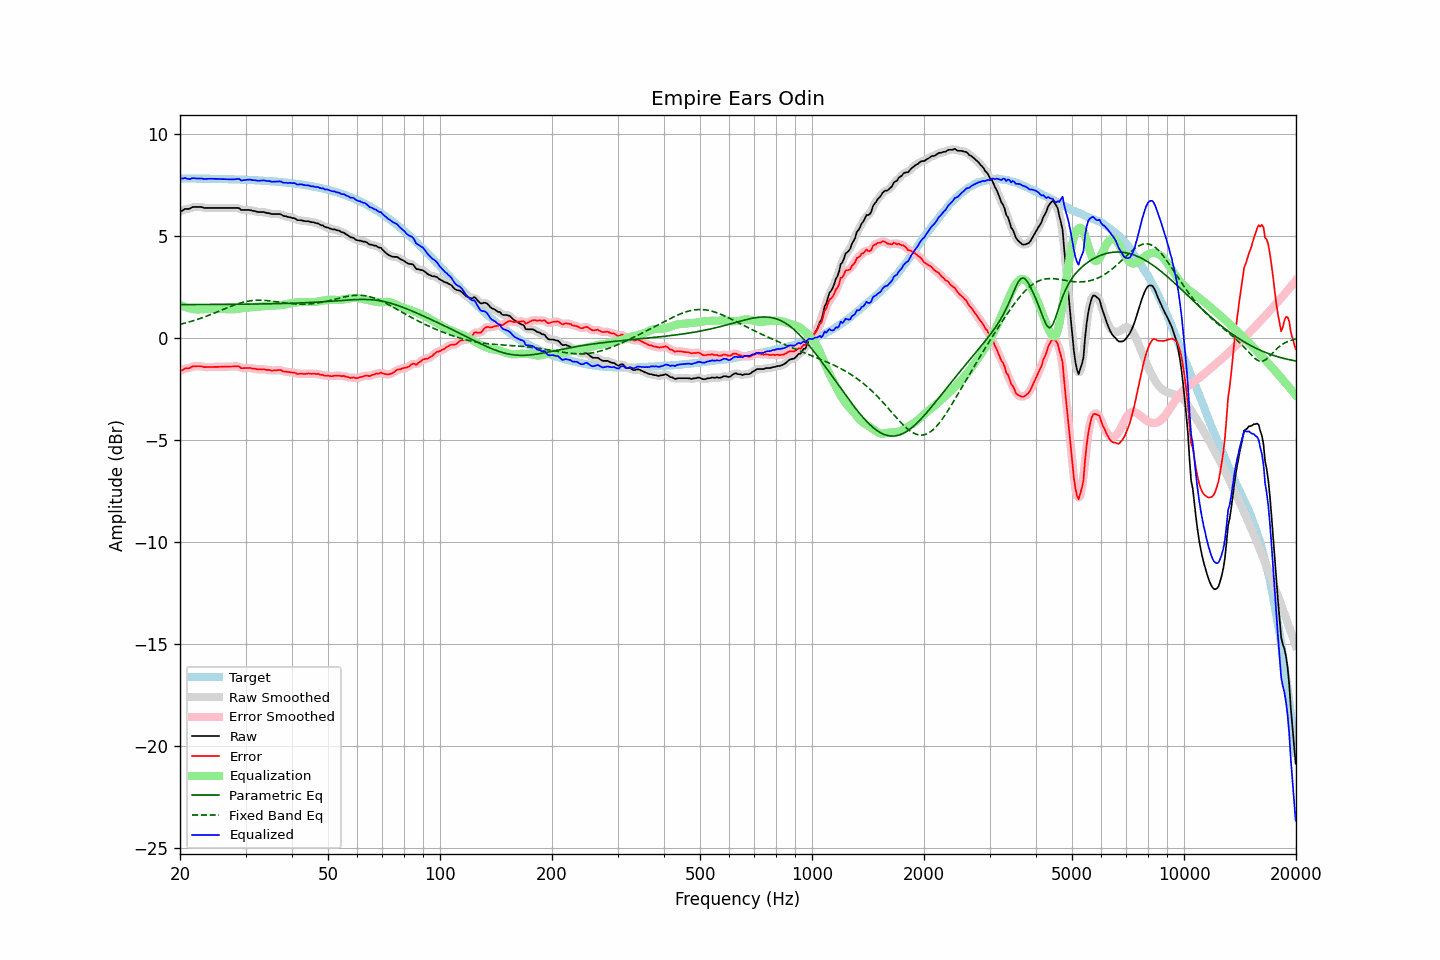 Empire Ears Odin
Amplitude (dBr)
10
5
0
−5
−10
−15
−20
−25
Target
Raw Smoothed
Error Smoothed
Raw
Error
Equalization
Parametric Eq
Fixed Band Eq
Equalized
20 50 100 200 500 1000 2000 5000 10000 20000
Frequency (Hz)